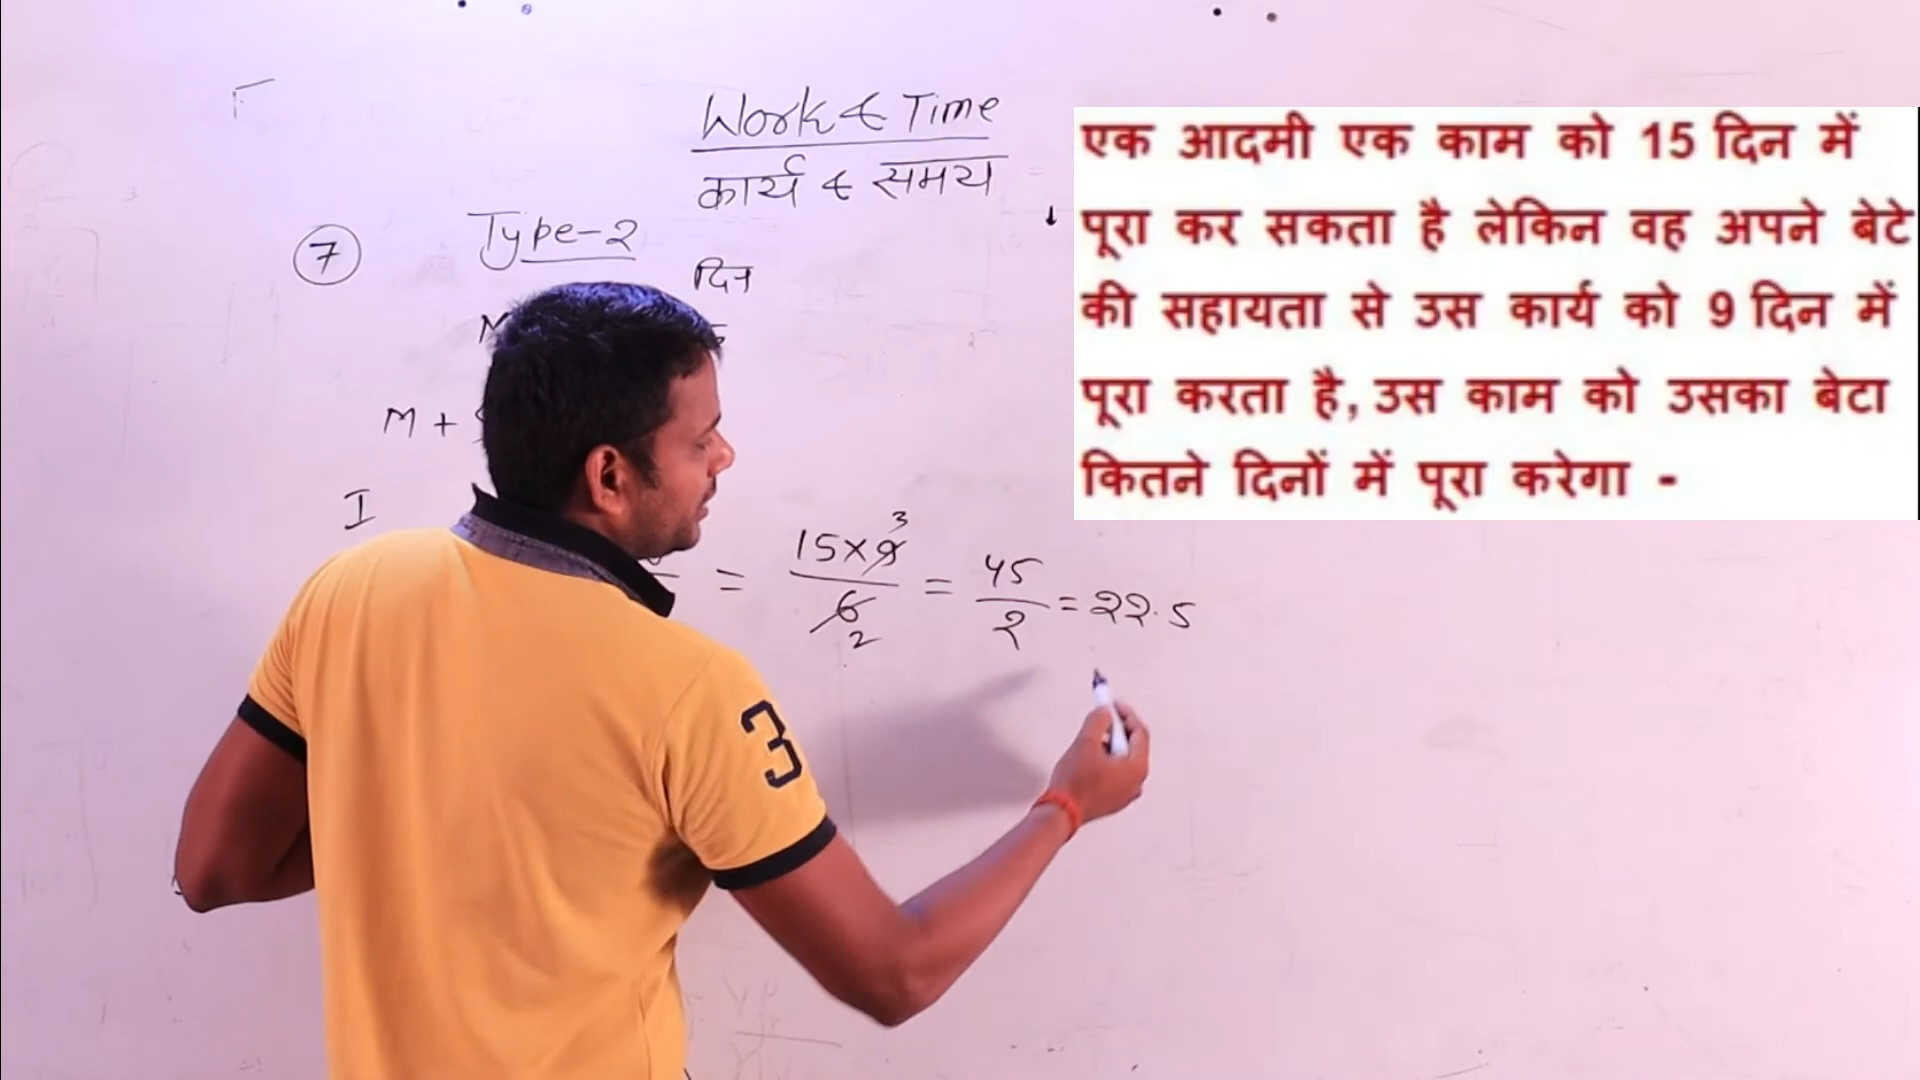 Work & Time
कार्य & समय
7
Type-2
दिन
M +
I
= 15×9 3 / 6 2 = 45/2 = 22.5
3
एक आदमी एक काम को 15 दिन में
पूरा कर सकता है लेकिन वह अपने बेटे
की सहायता से उस कार्य को 9 दिन में
पूरा करता है, उस काम को उसका बेटा
कितने दिनों में पूरा करेगा -